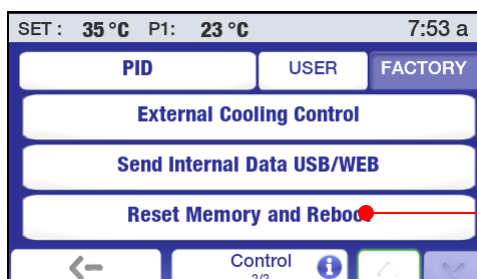 SET : 35 °C P1: 23 °C 7:53 a
PID USER FACTORY
External Cooling Control
Send Internal Data USB/WEB
Reset Memory and Reboot
Control